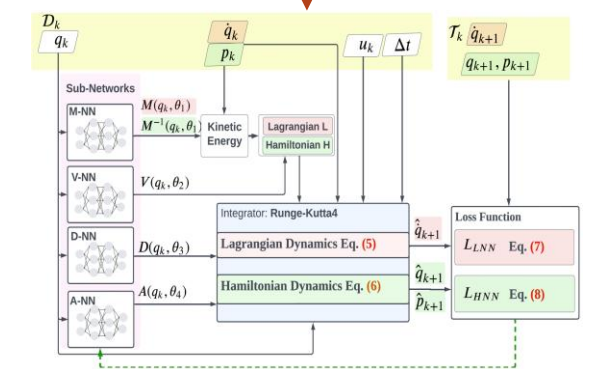 𝒟ₖ
qₖ
q̇ₖ
pₖ
uₖ
Δt
𝒯ₖ
q̇ₖ₊₁
qₖ₊₁, pₖ₊₁
Sub-Networks
M-NN
M(qₖ, θ₁)
M⁻¹(qₖ, θ₁)
Kinetic
Energy
Lagrangian L
Hamiltonian H
V-NN
V(qₖ, θ₂)
Integrator: Runge-Kutta4
Loss Function
D-NN
D(qₖ, θ₃)
Lagrangian Dynamics Eq. (5)
q̇̂ₖ₊₁
L_LNN Eq. (7)
A-NN
A(qₖ, θ₄)
Hamiltonian Dynamics Eq. (6)
q̂ₖ₊₁
p̂ₖ₊₁
L_HNN Eq. (8)